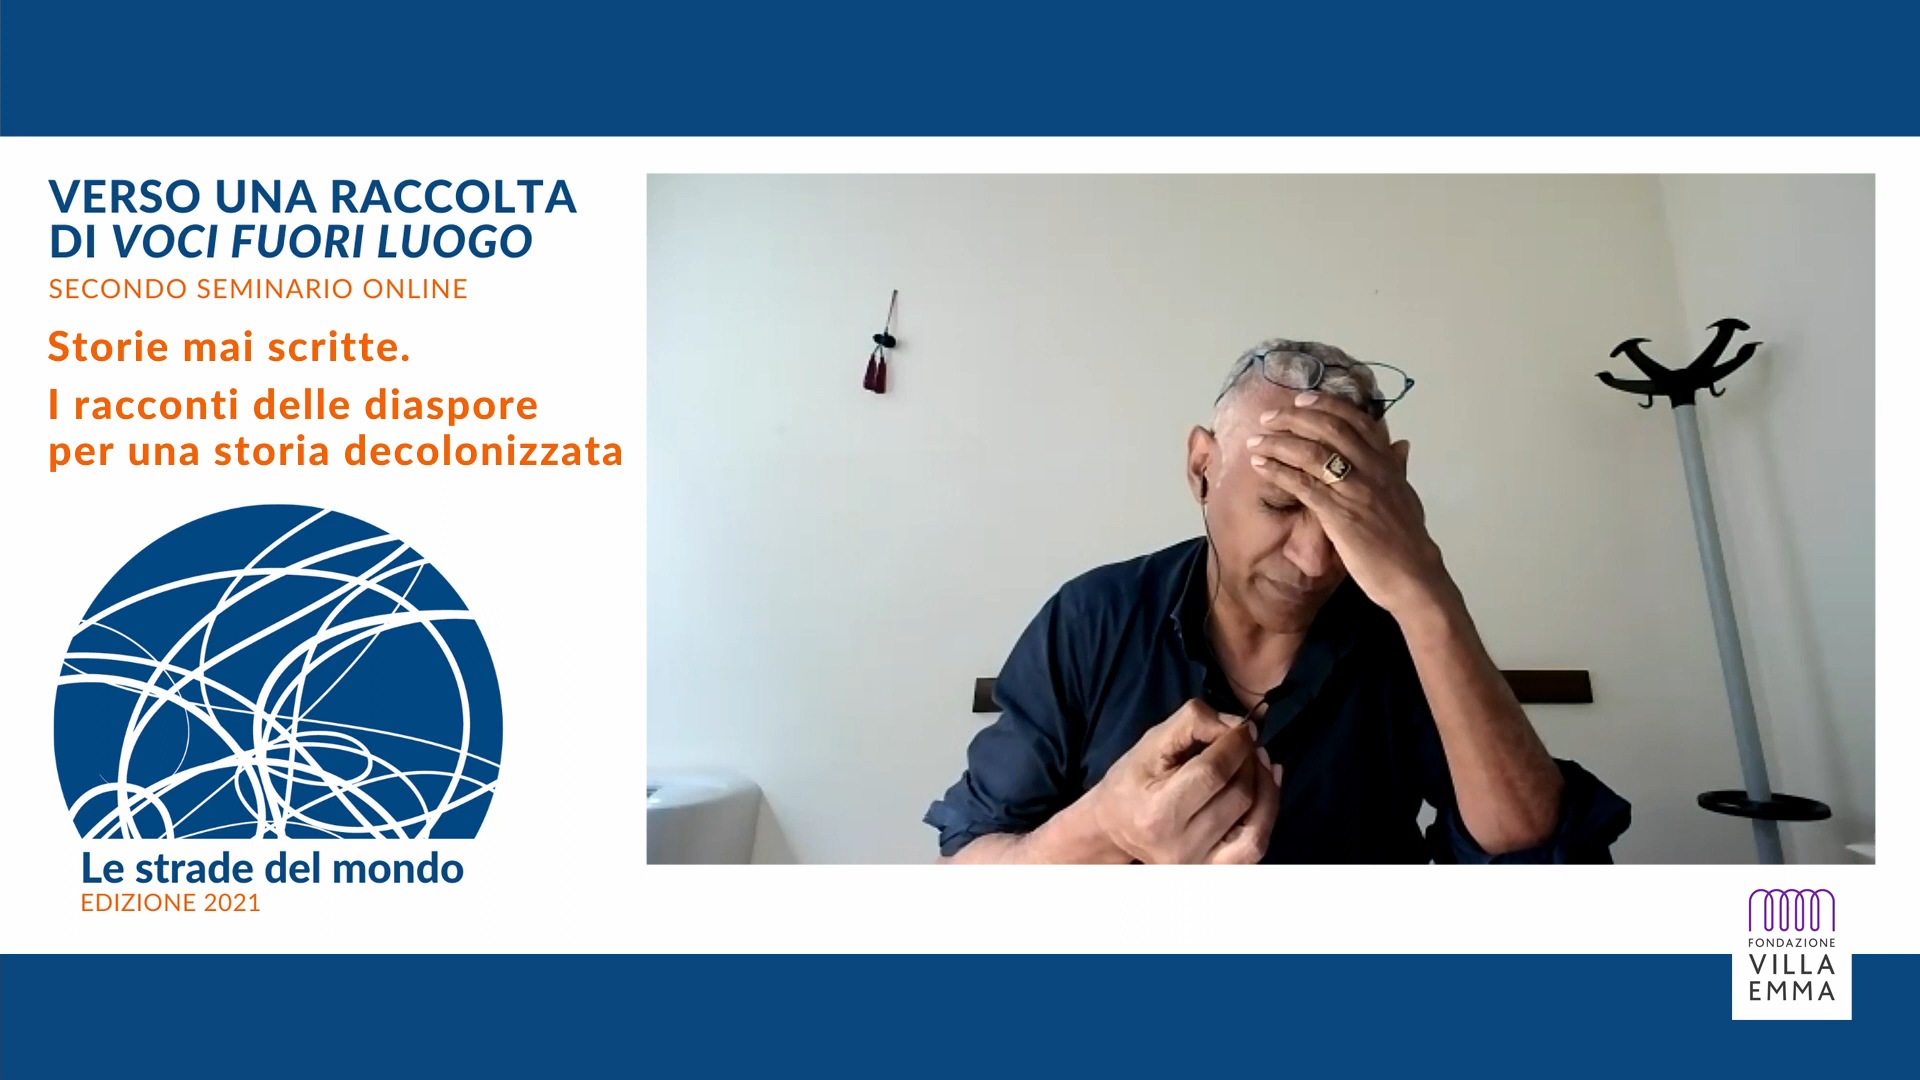 VERSO UNA RACCOLTA
DI VOCI FUORI LUOGO
SECONDO SEMINARIO ONLINE
Storie mai scritte.
I racconti delle diaspore
per una storia decolonizzata
Le strade del mondo
EDIZIONE 2021
FONDAZIONE
VILLA
EMMA